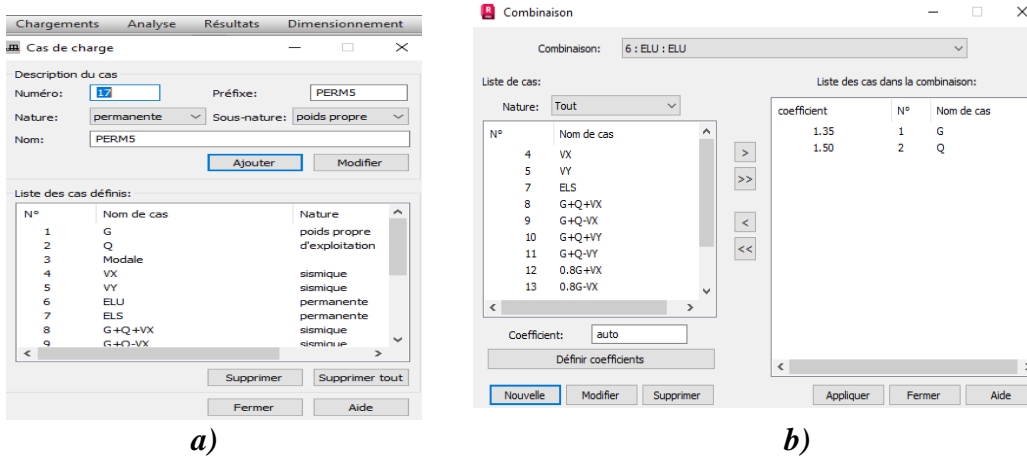 Chargements Analyse Résultats Dimensionnement
Cas de charge
Description du cas
Numéro: 17 Préfixe: PERM5
Nature: permanente Sous-nature: poids propre
Nom: PERM5
Ajouter Modifier
Liste des cas définis:
N° Nom de cas Nature
1 G poids propre
2 Q d'exploitation
3 Modale
4 VX sismique
5 VY sismique
6 ELU permanente
7 ELS permanente
8 G+Q+VX sismique
9 G+Q-VX sismique
< >
Supprimer Supprimer tout
Fermer Aide
a)
Combinaison
Combinaison: 6 : ELU : ELU
Liste de cas: Liste des cas dans la combinaison:
Nature: Tout
N° Nom de cas
4 VX
5 VY
7 ELS
8 G+Q+VX
9 G+Q-VX
10 G+Q+VY
11 G+Q-VY
12 0.8G+VX
13 0.8G-VX
< >
>
>>
<
<<
coefficient N° Nom de cas
1.35 1 G
1.50 2 Q
Coefficient: auto
Définir coefficients
Nouvelle Modifier Supprimer
Appliquer Fermer Aide
b)